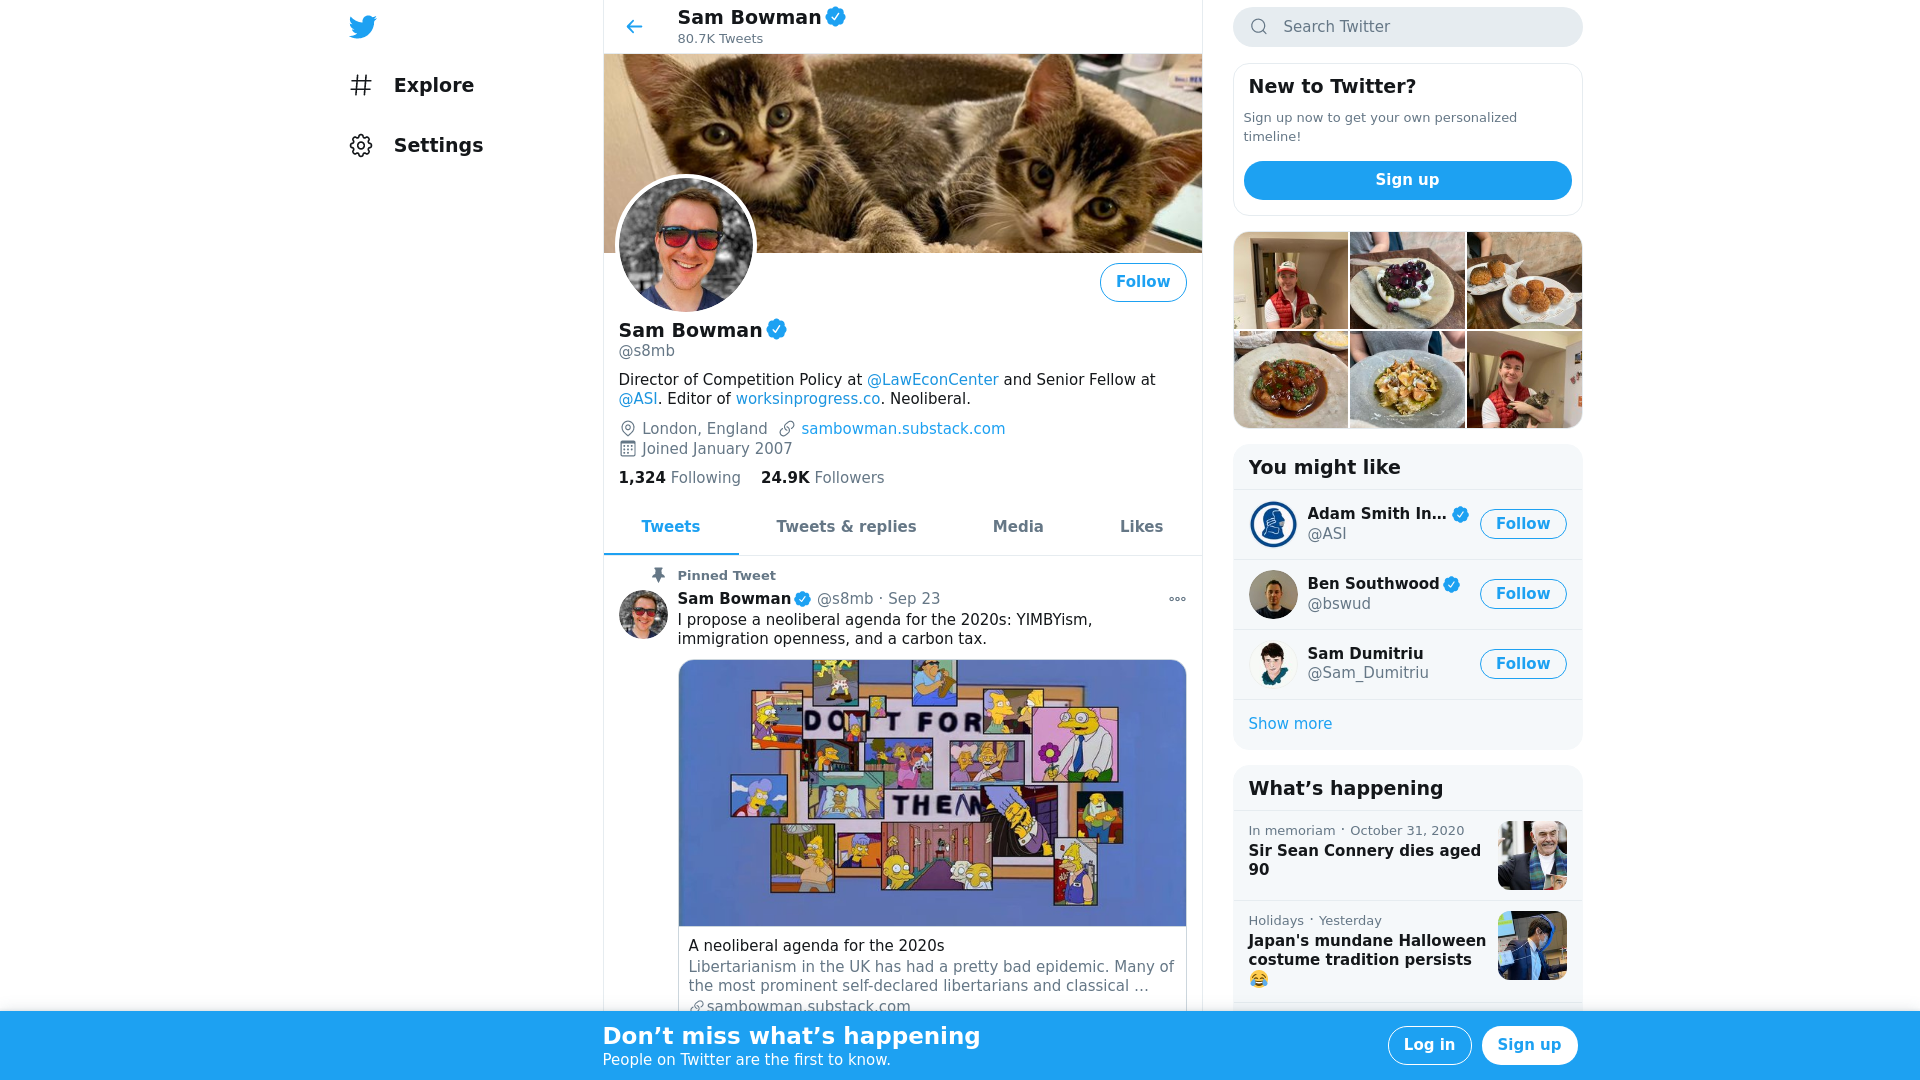 Explore
Settings
Sam Bowman
80.7K Tweets
Follow
Sam Bowman
@s8mb
Director of Competition Policy at @LawEconCenter and Senior Fellow at
@ASI. Editor of worksinprogress.co. Neoliberal.
London, England sambowman.substack.com
Joined January 2007
1,324 Following 24.9K Followers
Tweets Tweets & replies Media Likes
Pinned Tweet
Sam Bowman @s8mb · Sep 23
I propose a neoliberal agenda for the 2020s: YIMBYism,
immigration openness, and a carbon tax.
DO T FOR
THEM
A neoliberal agenda for the 2020s
Libertarianism in the UK has had a pretty bad epidemic. Many of
the most prominent self-declared libertarians and classical …
sambowman.substack.com
Search Twitter
New to Twitter?
Sign up now to get your own personalized
timeline!
Sign up
You might like
Adam Smith In… Follow
@ASI
Ben Southwood Follow
@bswud
Sam Dumitriu Follow
@Sam_Dumitriu
Show more
What’s happening
In memoriam · October 31, 2020
Sir Sean Connery dies aged
90
Holidays · Yesterday
Japan's mundane Halloween
costume tradition persists
😂
Don’t miss what’s happening
People on Twitter are the first to know.
Log in Sign up